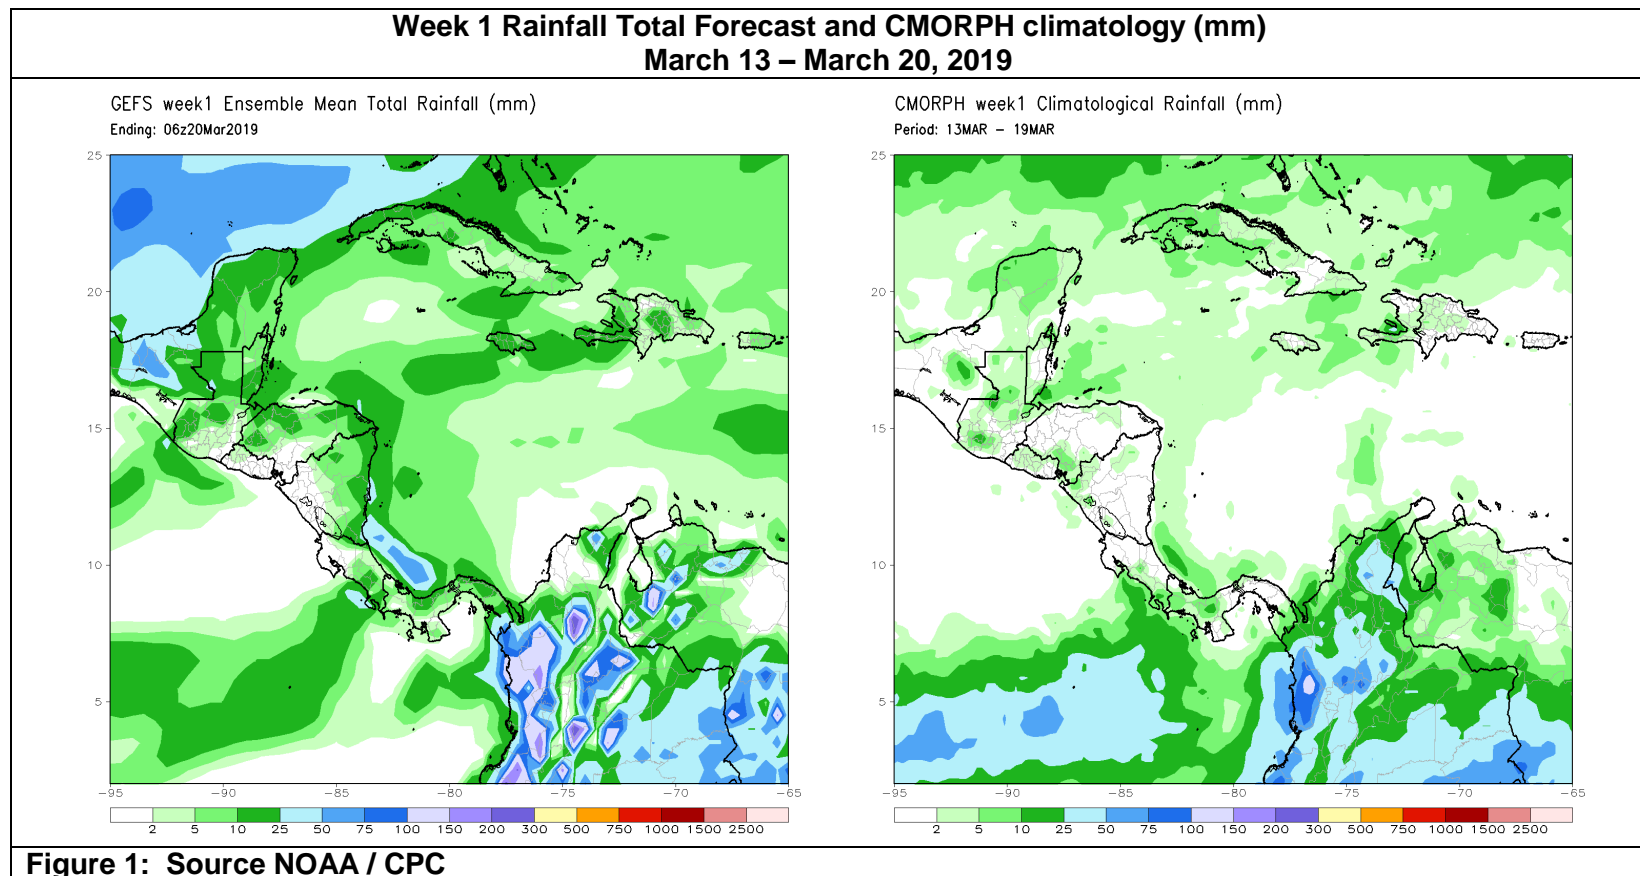 Week 1 Rainfall Total Forecast and CMORPH climatology (mm)
March 13 – March 20, 2019
GEFS week1 Ensemble Mean Total Rainfall (mm)
Ending: 06z20Mar2019
25
20
15
10
5
−95 −90 −85 −80 −75 −70 −65
2 5 10 25 50 75 100 150 200 300 500 750 1000 1500 2500
CMORPH week1 Climatological Rainfall (mm)
Period: 13MAR − 19MAR
25
20
15
10
5
−95 −90 −85 −80 −75 −70 −65
2 5 10 25 50 75 100 150 200 300 500 750 1000 1500 2500
Figure 1: Source NOAA / CPC